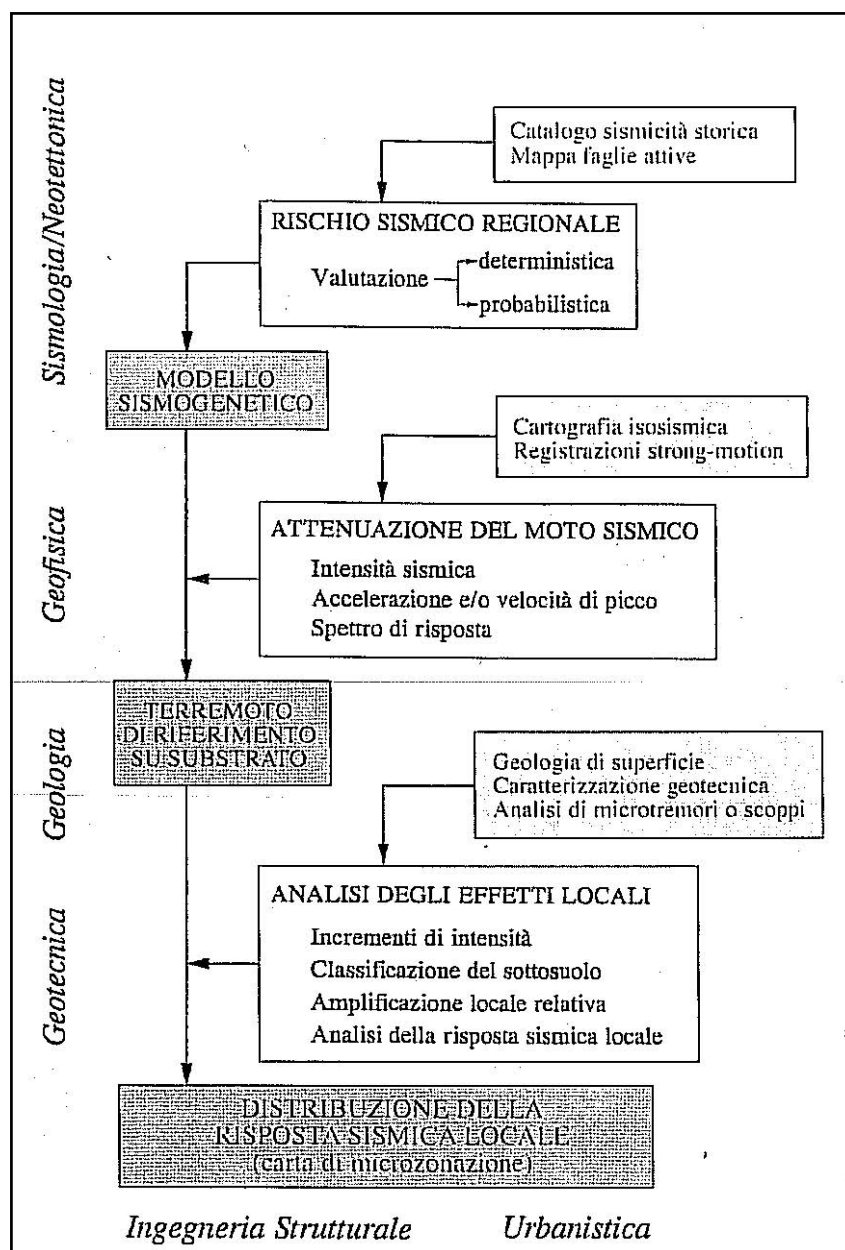 Sismologia/Neotettonica
Catalogo sismicità storica
Mappa faglie attive
RISCHIO SISMICO REGIONALE
Valutazione
deterministica
probabilistica
MODELLO
SISMOGENETICO
Geofisica
Cartografia isosismica
Registrazioni strong-motion
ATTENUAZIONE DEL MOTO SISMICO
Intensità sismica
Accelerazione e/o velocità di picco
Spettro di risposta
Geologia
TERREMOTO
DI RIFERIMENTO
SU SUBSTRATO
Geologia di superficie
Caratterizzazione geotecnica
Analisi di microtremori o scoppi
Geotecnica
ANALISI DEGLI EFFETTI LOCALI
Incrementi di intensità
Classificazione del sottosuolo
Amplificazione locale relativa
Analisi della risposta sismica locale
DISTRIBUZIONE DELLA
RISPOSTA SISMICA LOCALE
(carta di microzonazione)
Ingegneria Strutturale Urbanistica